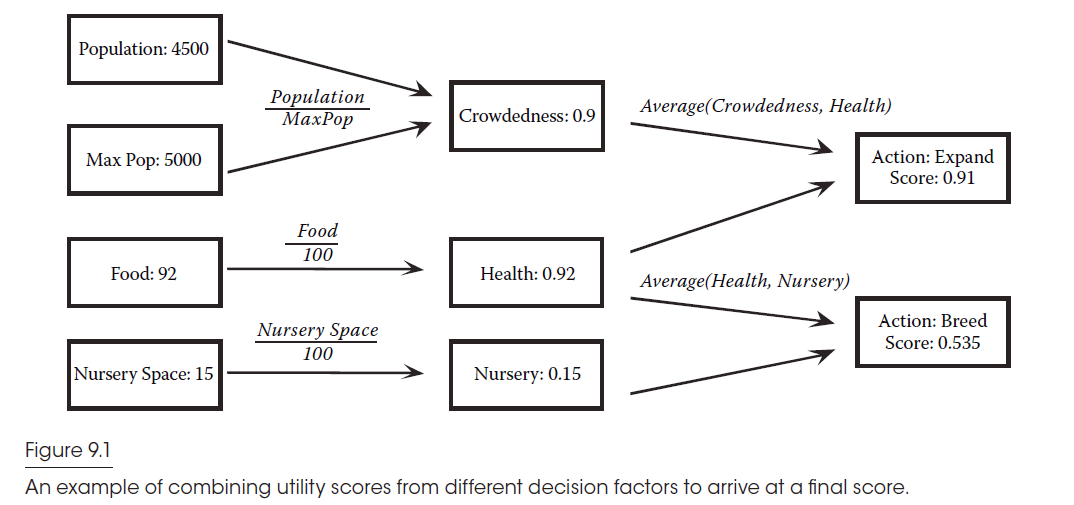 Population: 4500
Population
MaxPop
Max Pop: 5000
Crowdedness: 0.9
Average(Crowdedness, Health)
Action: Expand
Score: 0.91
Food: 92
Food
100
Health: 0.92
Average(Health, Nursery)
Nursery Space: 15
Nursery Space
100
Nursery: 0.15
Action: Breed
Score: 0.535
Figure 9.1
An example of combining utility scores from different decision factors to arrive at a final score.